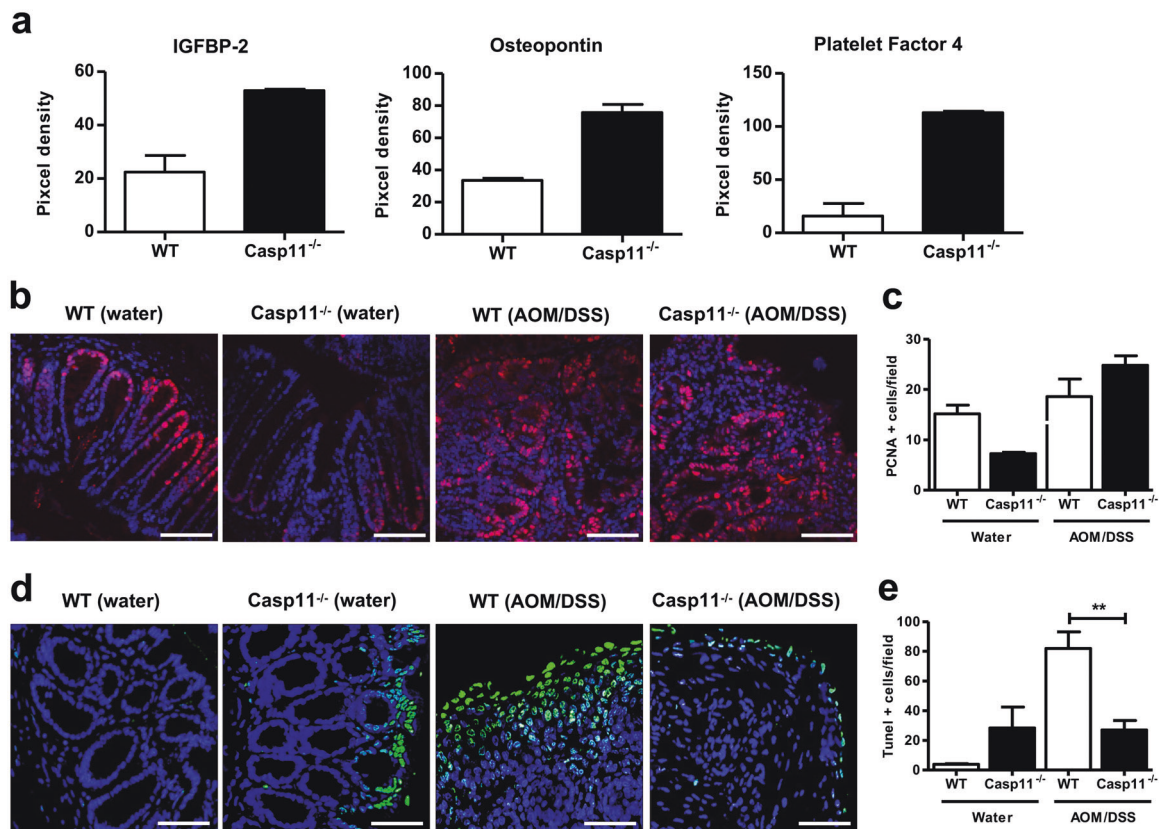 a
IGFBP-2
Pixcel density
60
40
20
0
WT
Casp11-/-
Osteopontin
Pixcel density
100
80
60
40
20
0
WT
Casp11-/-
Platelet Factor 4
Pixcel density
150
100
50
0
WT
Casp11-/-
b
WT (water)
Casp11-/- (water)
WT (AOM/DSS)
Casp11-/- (AOM/DSS)
c
PCNA + cells/field
30
20
10
0
WT
Casp11-/-
WT
Casp11-/-
Water
AOM/DSS
d
WT (water)
Casp11-/- (water)
WT (AOM/DSS)
Casp11-/- (AOM/DSS)
e
**
Tunel + cells/field
100
80
60
40
20
0
WT
Casp11-/-
WT
Casp11-/-
Water
AOM/DSS